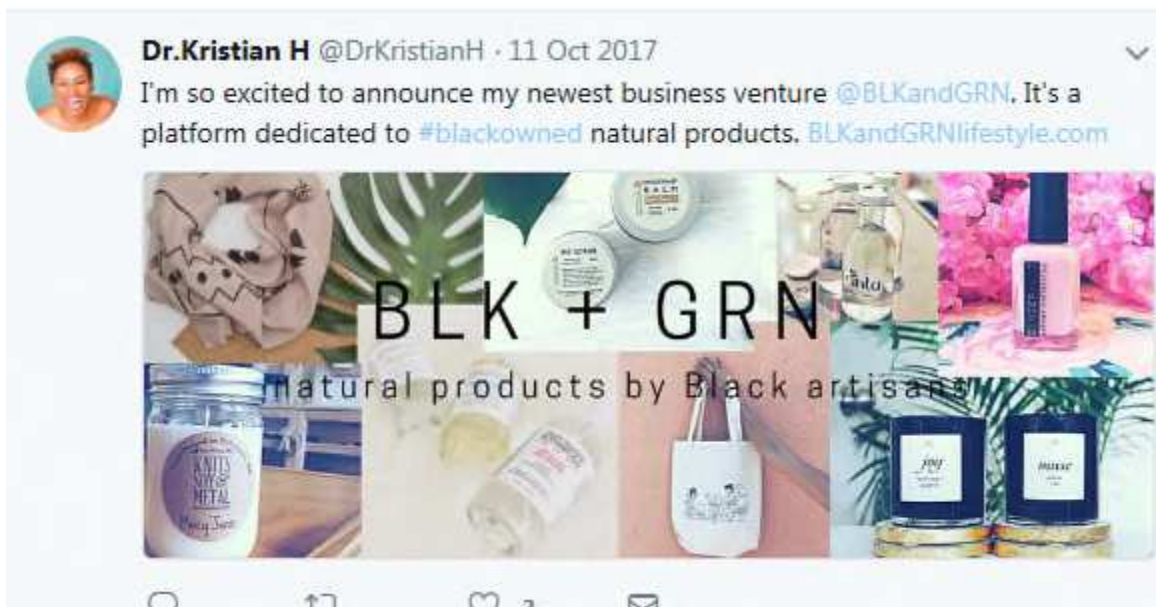 Dr.Kristian H @DrKristianH · 11 Oct 2017
I'm so excited to announce my newest business venture @BLKandGRN. It's a
platform dedicated to #blackowned natural products. BLKandGRNlifestyle.com
BALM
BLK + GRN
natural products by Black artisans
KNITS
SOY &
METAL
joy